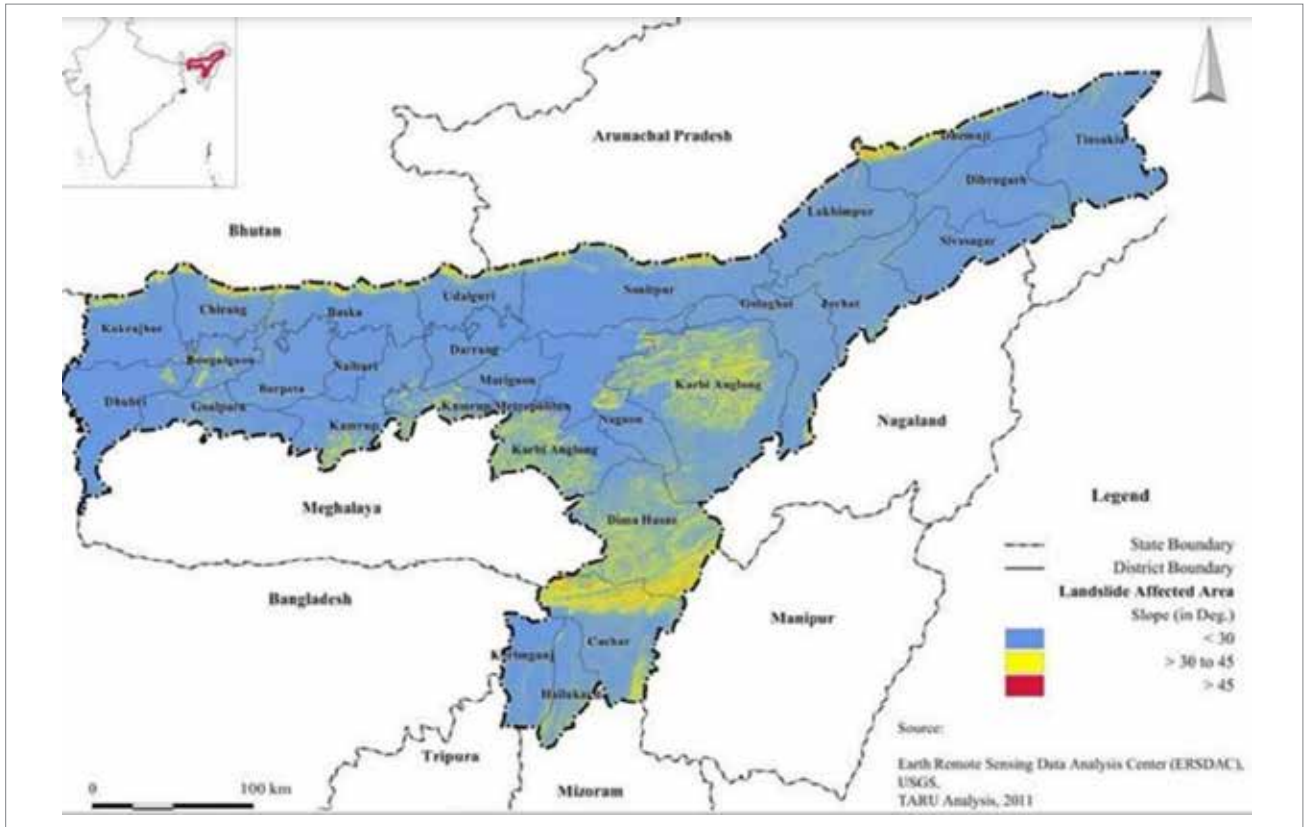 Arunachal Pradesh
Dhemaji
Tinsukia
Dibrugarh
Lakhimpur
Bhutan
Sivasagar
Udalguri
Sonitpur
Chirang
Baska
Golaghat
Jorhat
Kokrajhar
Darrang
Bongaigaon
Nalbari
Barpeta
Marigaon
Karbi Anglong
Dhubri
Goalpara
Kamrup Metropolitan
Kamrup
Nagaon
Nagaland
Karbi Anglong
Meghalaya
Dima Hasao
Legend
State Boundary
District Boundary
Landslide Affected Area
Slope (in Deg.)
< 30
> 30 to 45
> 45
Bangladesh
Manipur
Cachar
Karimganj
Source:
Earth Remote Sensing Data Analysis Center (ERSDAC),
USGS,
TARU Analysis, 2011
Tripura
Mizoram
0 100 km